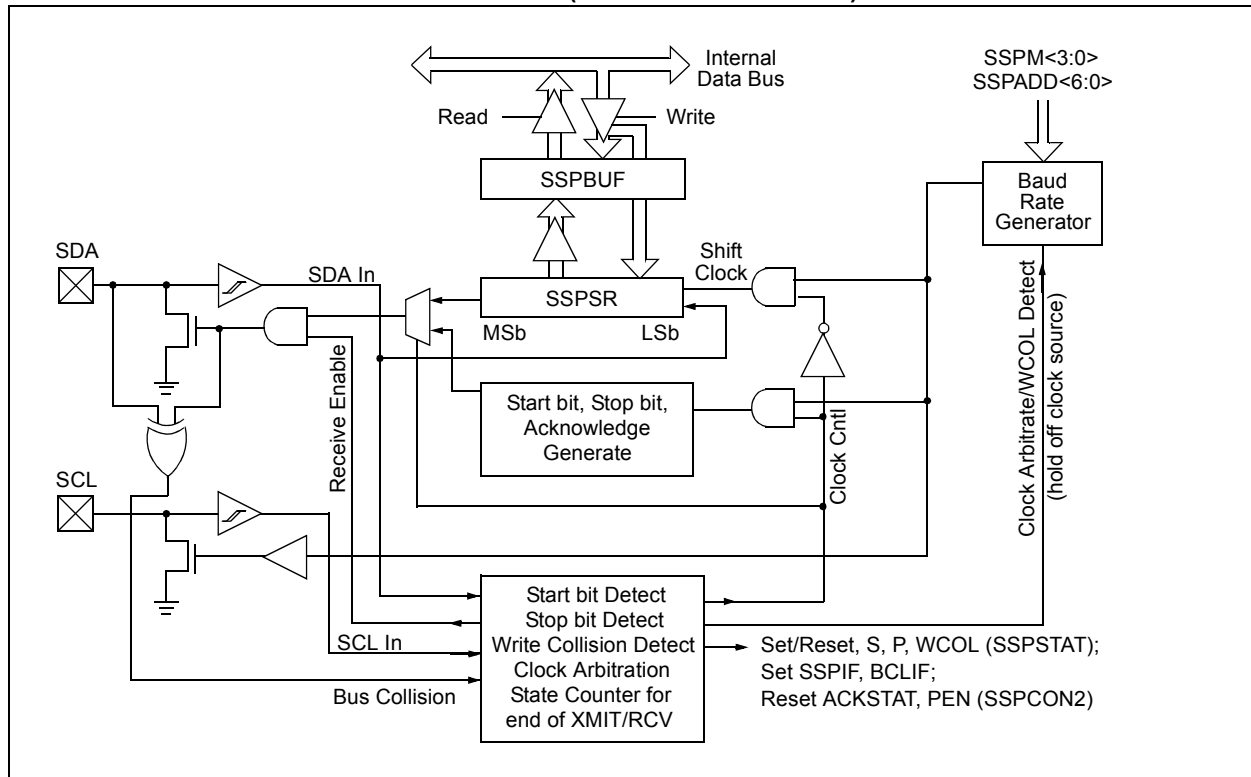 Internal
Data Bus
SSPM<3:0>
SSPADD<6:0>
Read
Write
SSPBUF
Baud
Rate
Generator
SDA
SDA In
Shift
Clock
SSPSR
MSb
LSb
Receive Enable
Start bit, Stop bit,
Acknowledge
Generate
Clock Cntl
Clock Arbitrate/WCOL Detect
(hold off clock source)
SCL
SCL In
Bus Collision
Start bit Detect
Stop bit Detect
Write Collision Detect
Clock Arbitration
State Counter for
end of XMIT/RCV
Set/Reset, S, P, WCOL (SSPSTAT);
Set SSPIF, BCLIF;
Reset ACKSTAT, PEN (SSPCON2)